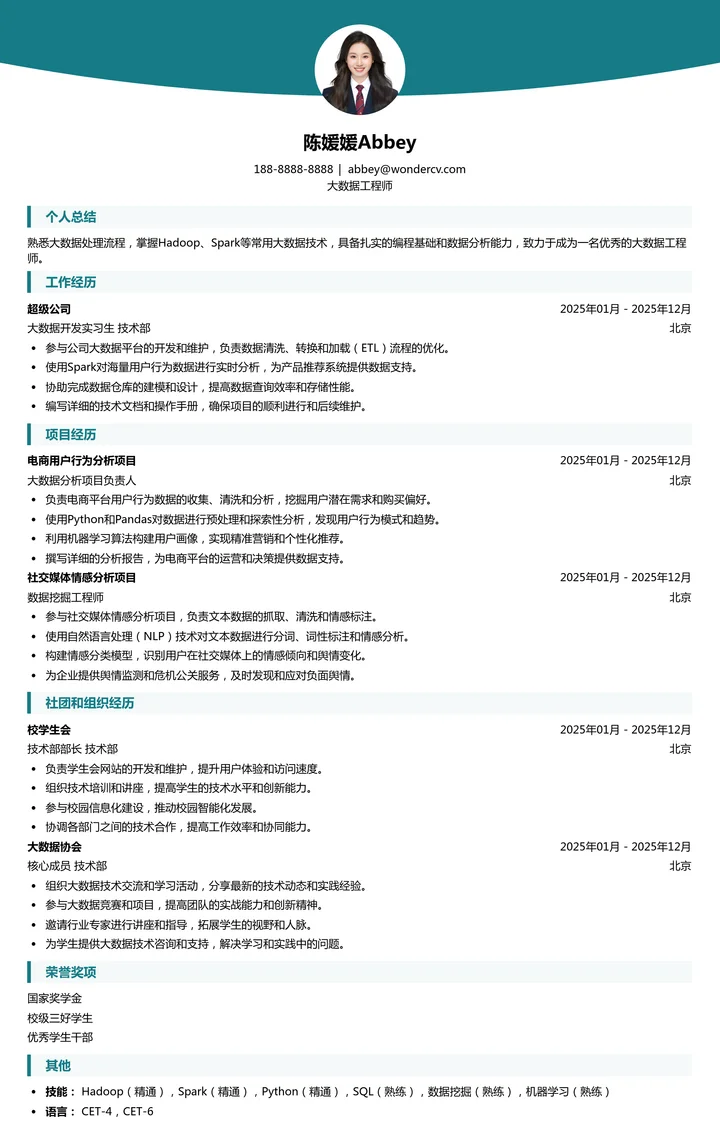 陈媛媛Abbey
188-8888-8888 | abbey@wondercv.com
大数据工程师
个人总结
熟悉大数据处理流程，掌握Hadoop、Spark等常用大数据技术，具备扎实的编程基础和数据分析能力，致力于成为一名优秀的大数据工程
师。
工作经历
超级公司 2025年01月 - 2025年12月
大数据开发实习生 技术部 北京
• 参与公司大数据平台的开发和维护，负责数据清洗、转换和加载（ETL）流程的优化。
• 使用Spark对海量用户行为数据进行实时分析，为产品推荐系统提供数据支持。
• 协助完成数据仓库的建模和设计，提高数据查询效率和存储性能。
• 编写详细的技术文档和操作手册，确保项目的顺利进行和后续维护。
项目经历
电商用户行为分析项目 2025年01月 - 2025年12月
大数据分析项目负责人 北京
• 负责电商平台用户行为数据的收集、清洗和分析，挖掘用户潜在需求和购买偏好。
• 使用Python和Pandas对数据进行预处理和探索性分析，发现用户行为模式和趋势。
• 利用机器学习算法构建用户画像，实现精准营销和个性化推荐。
• 撰写详细的分析报告，为电商平台的运营和决策提供数据支持。
社交媒体情感分析项目 2025年01月 - 2025年12月
数据挖掘工程师 北京
• 参与社交媒体情感分析项目，负责文本数据的抓取、清洗和情感标注。
• 使用自然语言处理（NLP）技术对文本数据进行分词、词性标注和情感分析。
• 构建情感分类模型，识别用户在社交媒体上的情感倾向和舆情变化。
• 为企业提供舆情监测和危机公关服务，及时发现和应对负面舆情。
社团和组织经历
校学生会 2025年01月 - 2025年12月
技术部部长 技术部 北京
• 负责学生会网站的开发和维护，提升用户体验和访问速度。
• 组织技术培训和讲座，提高学生的技术水平和创新能力。
• 参与校园信息化建设，推动校园智能化发展。
• 协调各部门之间的技术合作，提高工作效率和协同能力。
大数据协会 2025年01月 - 2025年12月
核心成员 技术部 北京
• 组织大数据技术交流和学习活动，分享最新的技术动态和实践经验。
• 参与大数据竞赛和项目，提高团队的实战能力和创新精神。
• 邀请行业专家进行讲座和指导，拓展学生的视野和人脉。
• 为学生提供大数据技术咨询和支持，解决学习和实践中的问题。
荣誉奖项
国家奖学金
校级三好学生
优秀学生干部
其他
• 技能： Hadoop（精通），Spark（精通），Python（精通），SQL（熟练），数据挖掘（熟练），机器学习（熟练）
• 语言： CET-4，CET-6